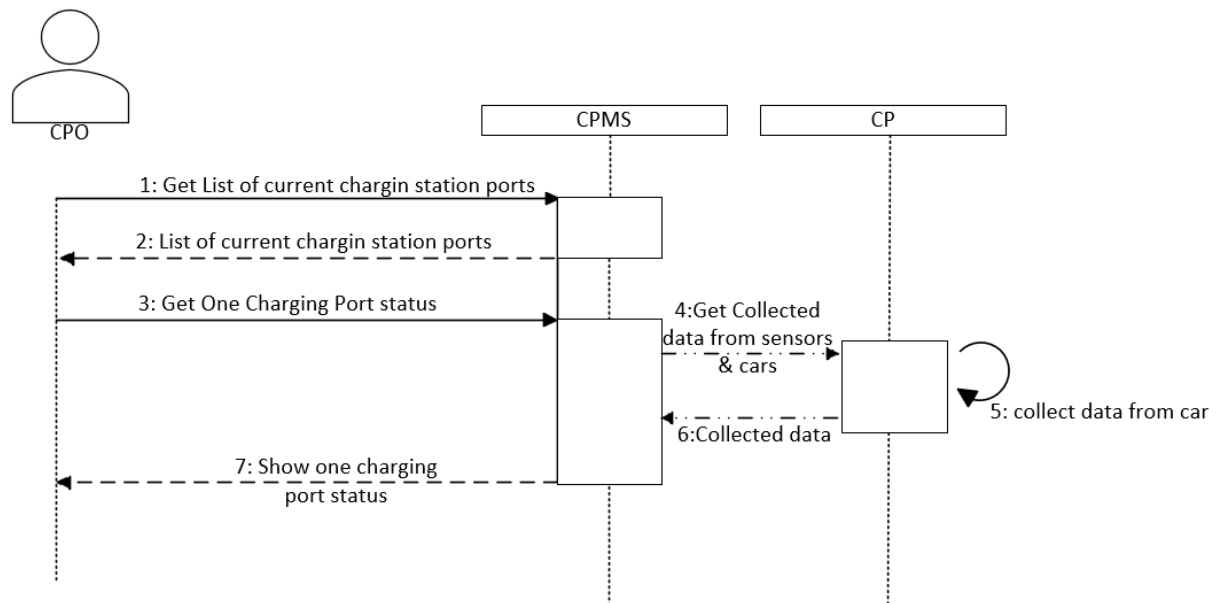 CPO
CPMS
CP
1: Get List of current chargin station ports
2: List of current chargin station ports
3: Get One Charging Port status
4:Get Collected
data from sensors
& cars
5: collect data from car
6:Collected data
7: Show one charging
port status